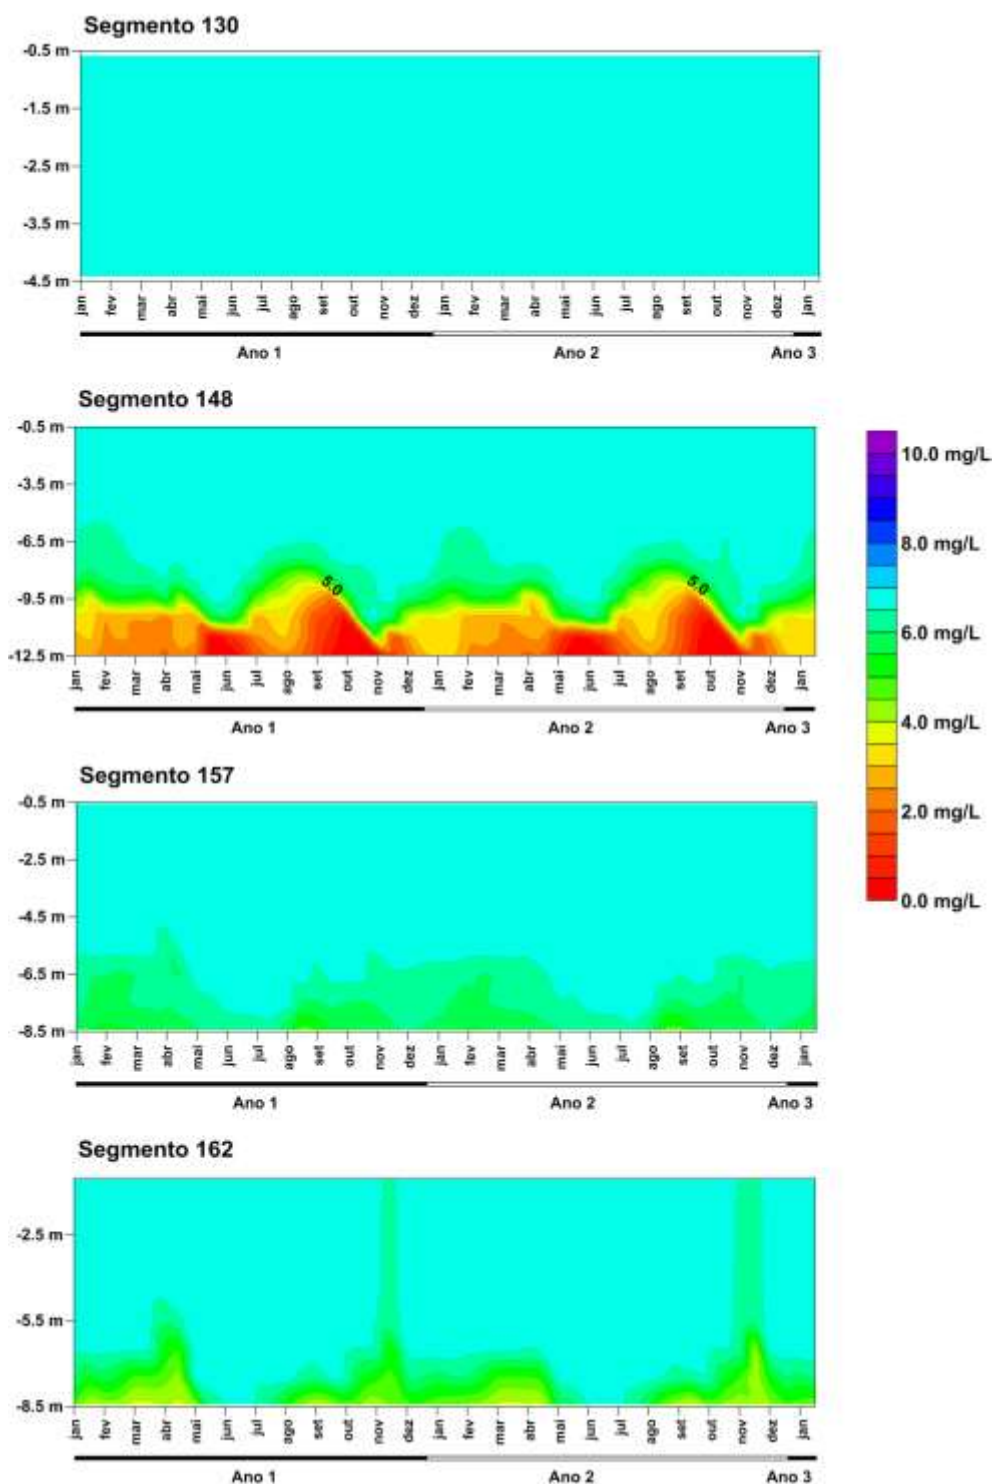 Segmento 130
-0.5 m
-1.5 m
-2.5 m
-3.5 m
-4.5 m
jan fev mar abr mai jun jul ago set out nov dez jan fev mar abr mai jun jul ago set out nov dez jan
Ano 1 Ano 2 Ano 3
Segmento 148
-0.5 m
-3.5 m
-6.5 m
-9.5 m
-12.5 m
5.0 5.0
jan fev mar abr mai jun jul ago set out nov dez jan fev mar abr mai jun jul ago set out nov dez jan
Ano 1 Ano 2 Ano 3
10.0 mg/L
8.0 mg/L
6.0 mg/L
4.0 mg/L
2.0 mg/L
0.0 mg/L
Segmento 157
-0.5 m
-2.5 m
-4.5 m
-6.5 m
-8.5 m
jan fev mar abr mai jun jul ago set out nov dez jan fev mar abr mai jun jul ago set out nov dez jan
Ano 1 Ano 2 Ano 3
Segmento 162
-2.5 m
-5.5 m
-8.5 m
jan fev mar abr mai jun jul ago set out nov dez jan fev mar abr mai jun jul ago set out nov dez jan
Ano 1 Ano 2 Ano 3